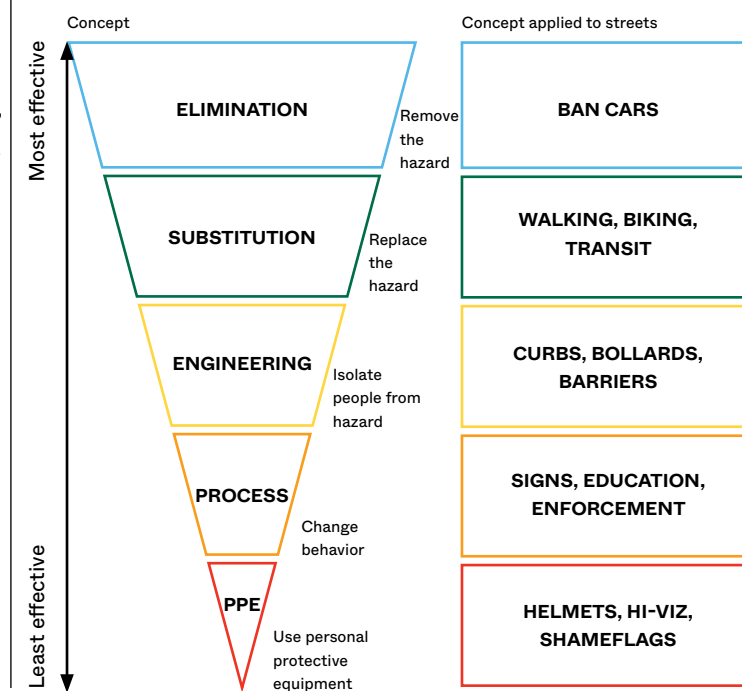 Concept
Concept applied to streets
Most effective
ELIMINATION
Remove
the
hazard
BAN CARS
SUBSTITUTION
Replace
the
hazard
WALKING, BIKING,
TRANSIT
ENGINEERING
Isolate
people from
hazard
CURBS, BOLLARDS,
BARRIERS
PROCESS
Change
behavior
SIGNS, EDUCATION,
ENFORCEMENT
Least effective
PPE
Use personal
protective
equipment
HELMETS, HI-VIZ,
SHAMEFLAGS